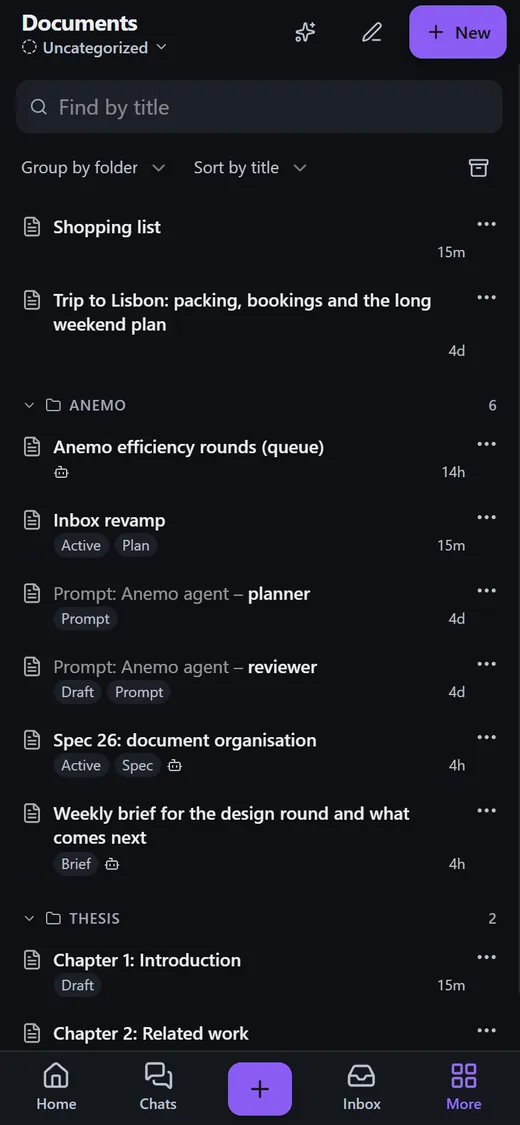 Documents
Uncategorized
New
Find by title
Group by folder
Sort by title
Shopping list
15m
Trip to Lisbon: packing, bookings and the long
weekend plan
4d
ANEMO
6
Anemo efficiency rounds (queue)
14h
Inbox revamp
Active Plan
15m
Prompt: Anemo agent – planner
Prompt
4d
Prompt: Anemo agent – reviewer
Draft Prompt
4d
Spec 26: document organisation
Active Spec
4h
Weekly brief for the design round and what
comes next
Brief
4h
THESIS
2
Chapter 1: Introduction
Draft
15m
Chapter 2: Related work
Home
Chats
Inbox
More